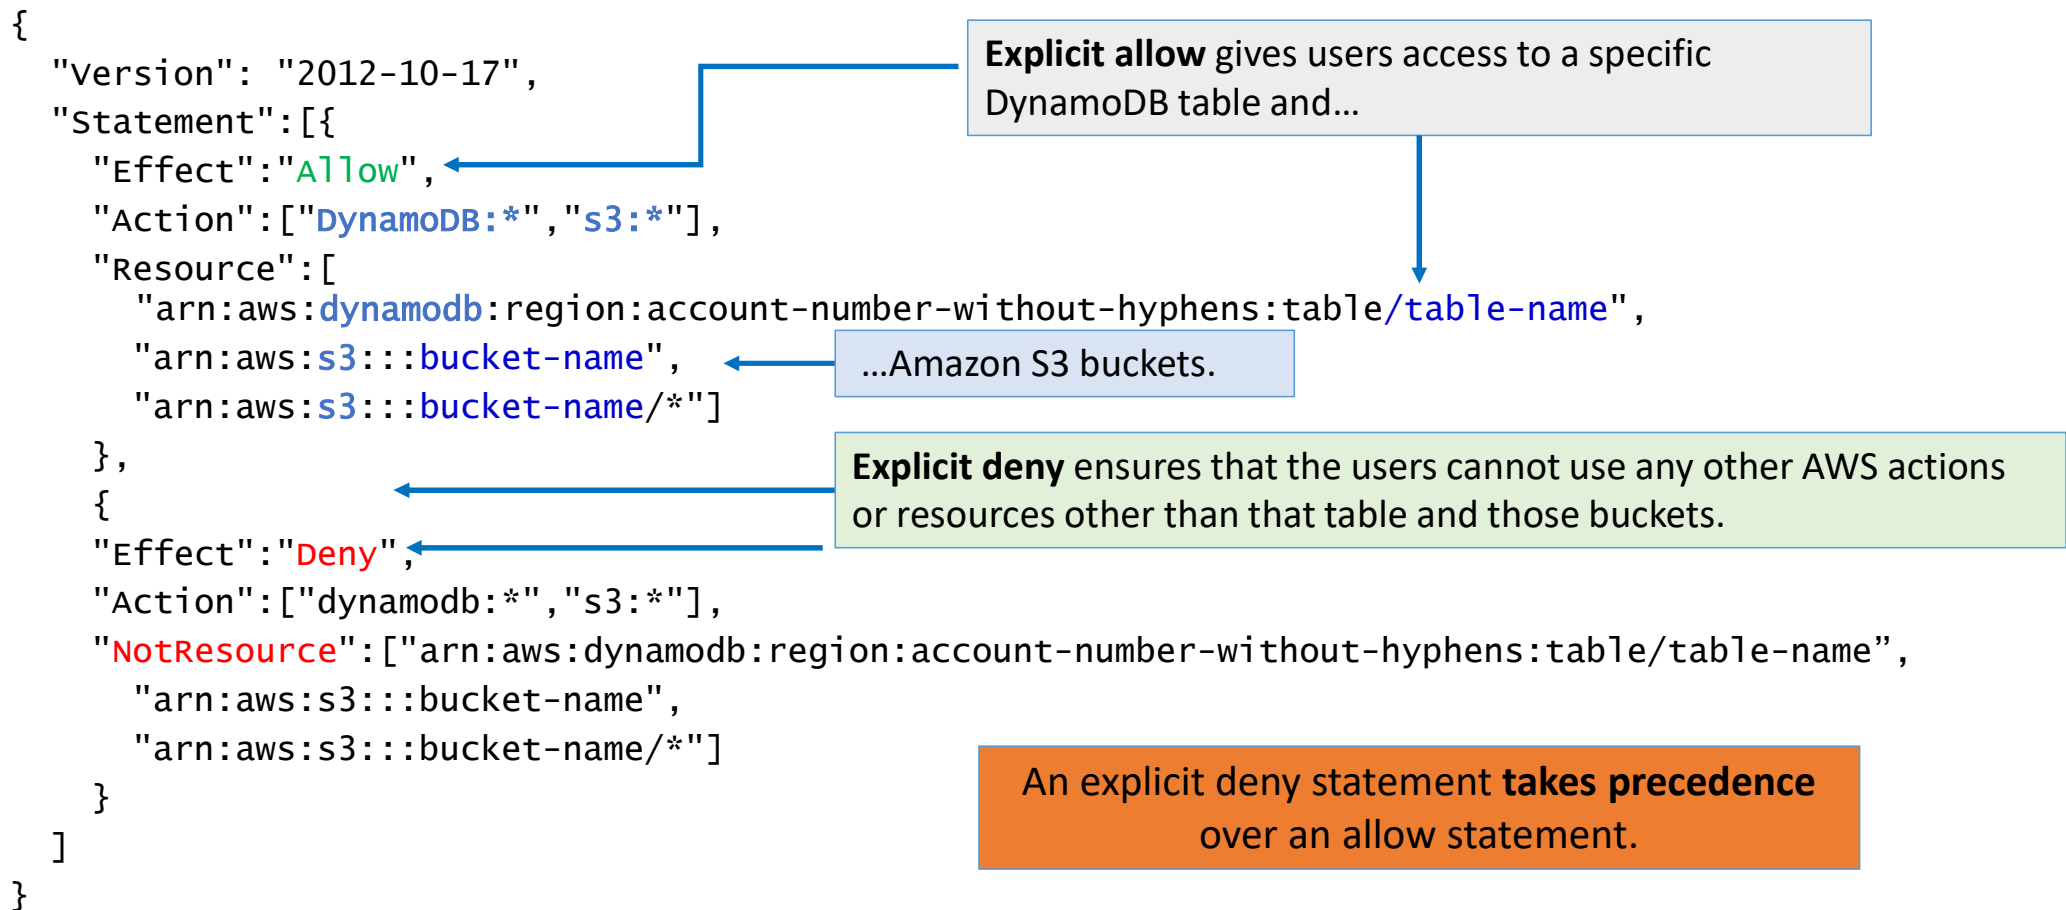 {
"Version": "2012-10-17",
"Statement":[{
"Effect":"Allow",
"Action":["DynamoDB:*","s3:*"],
"Resource":[
"arn:aws:dynamodb:region:account-number-without-hyphens:table/table-name",
"arn:aws:s3:::bucket-name",
"arn:aws:s3:::bucket-name/*"]
},
{
"Effect":"Deny",
"Action":["dynamodb:*","s3:*"],
"NotResource":["arn:aws:dynamodb:region:account-number-without-hyphens:table/table-name”,
"arn:aws:s3:::bucket-name",
"arn:aws:s3:::bucket-name/*"]
}
]
}
Explicit allow gives users access to a specific
DynamoDB table and…
…Amazon S3 buckets.
Explicit deny ensures that the users cannot use any other AWS actions
or resources other than that table and those buckets.
An explicit deny statement takes precedence
over an allow statement.